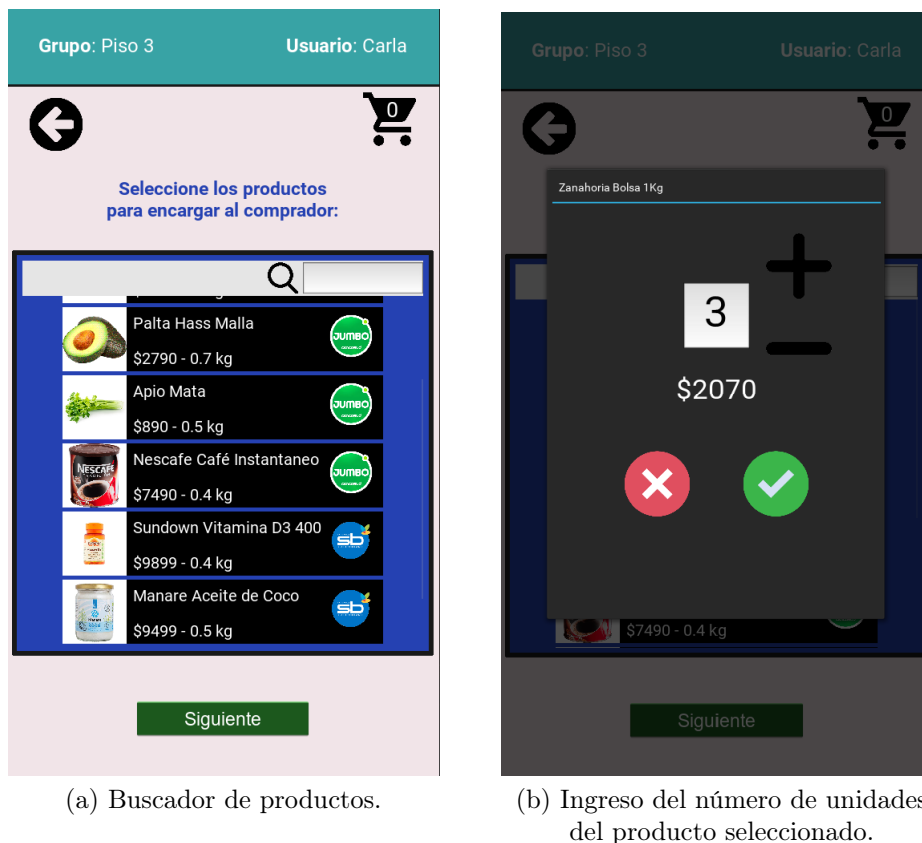 Grupo: Piso 3
Usuario: Carla
0
Seleccione los productos
para encargar al comprador:
Palta Hass Malla
JUMBO
$2790 - 0.7 kg
Apio Mata
JUMBO
$890 - 0.5 kg
Nescafe Café Instantaneo
NESCAFE
JUMBO
$7490 - 0.4 kg
Sundown Vitamina D3 400
sb
$9899 - 0.4 kg
Manare Aceite de Coco
sb
$9499 - 0.5 kg
Siguiente
(a) Buscador de productos.
Grupo: Piso 3
Usuario: Carla
0
Zanahoria Bolsa 1Kg
3
$2070
$7490 - 0.4 kg
Siguiente
(b) Ingreso del número de unidades
del producto seleccionado.